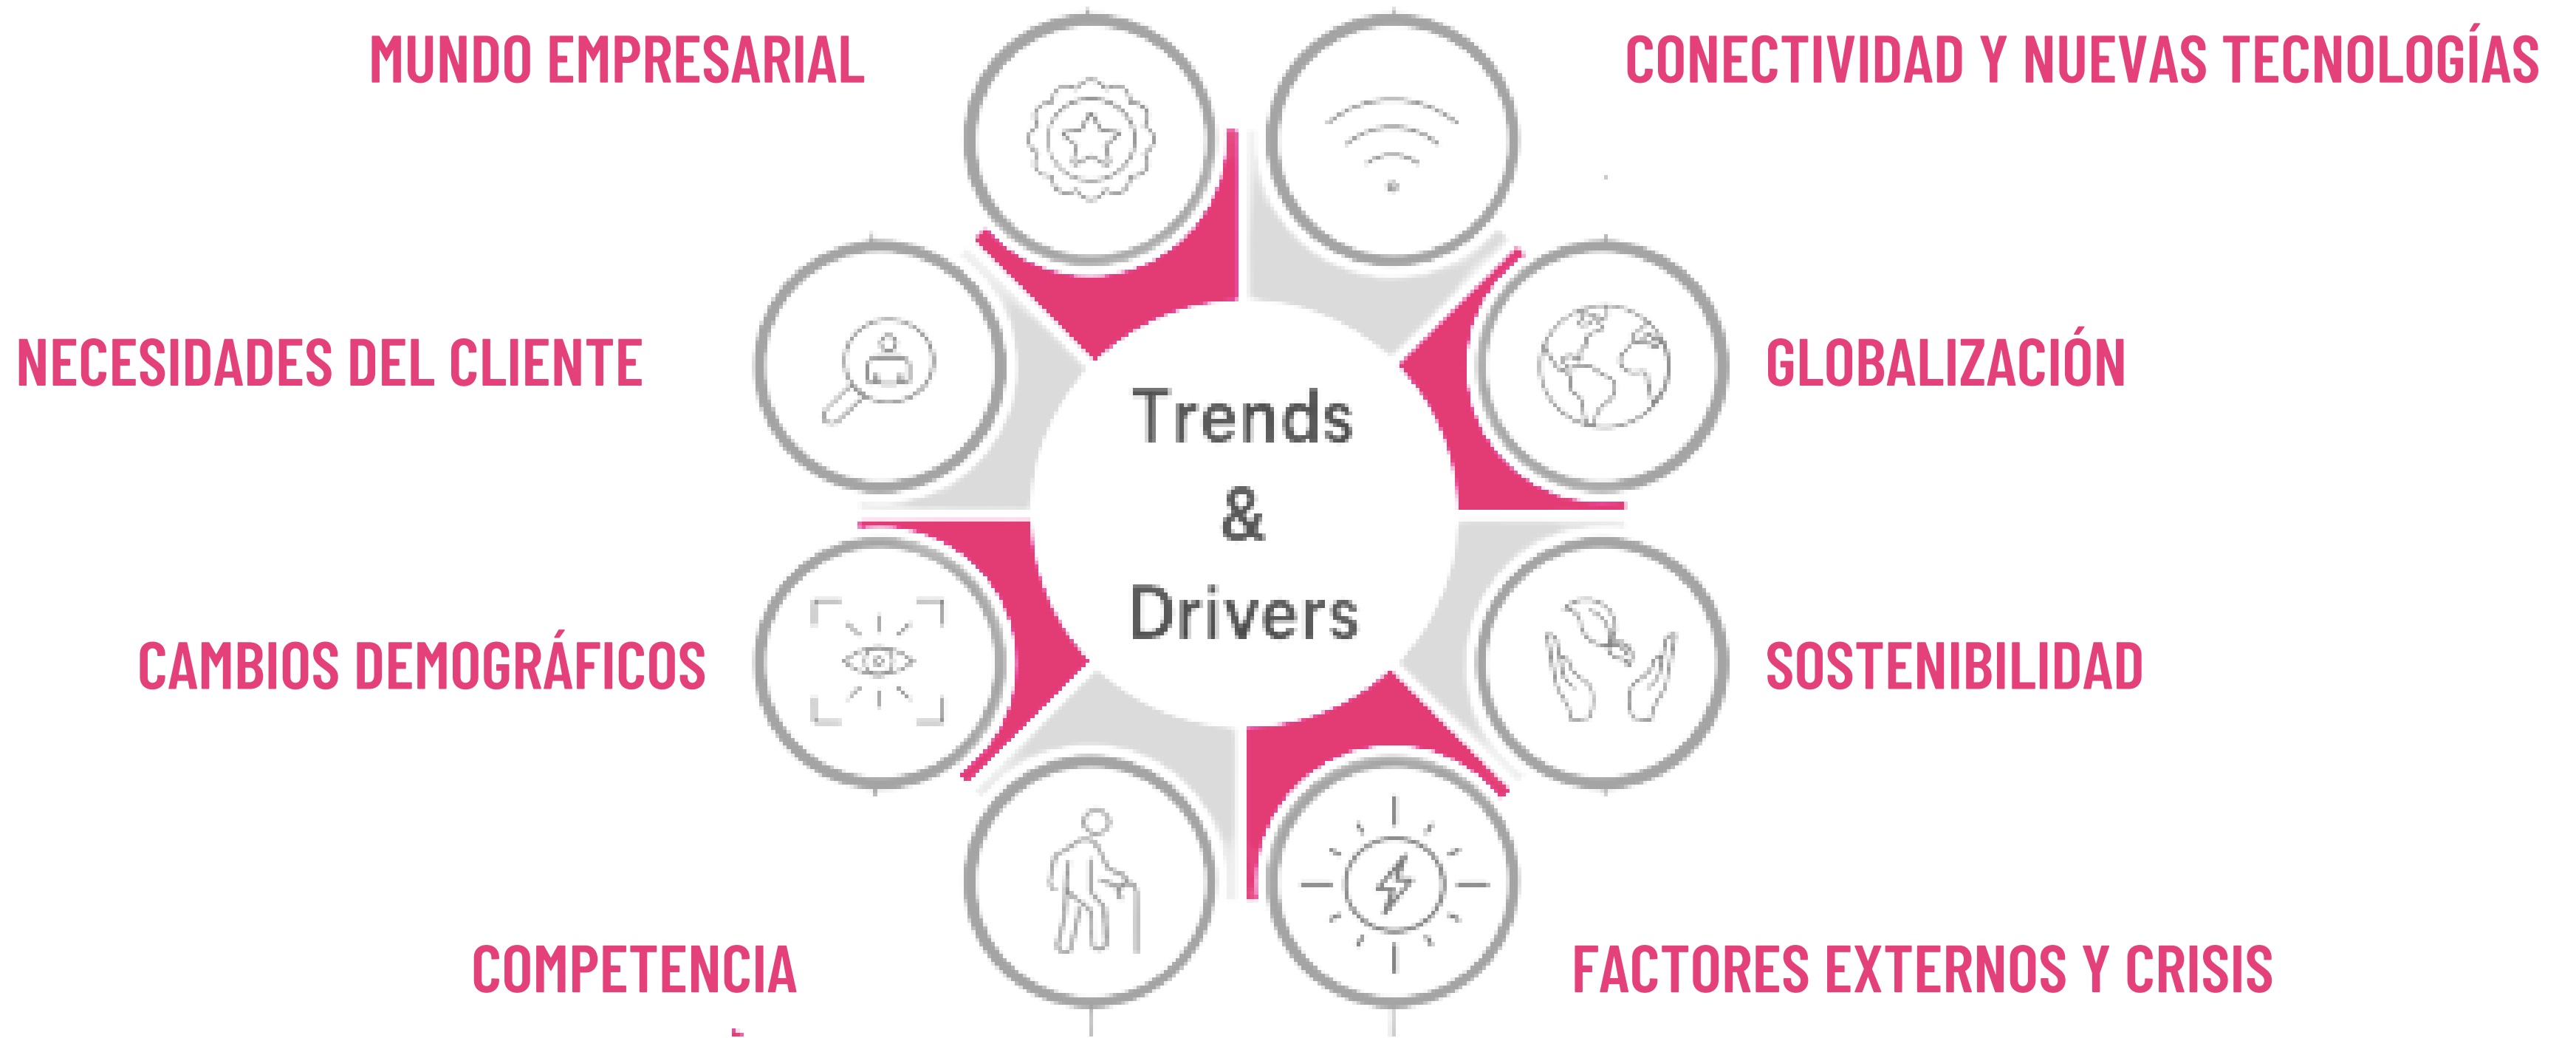 MUNDO EMPRESARIAL
CONECTIVIDAD Y NUEVAS TECNOLOGÍAS
NECESIDADES DEL CLIENTE
GLOBALIZACIÓN
Trends
&
Drivers
CAMBIOS DEMOGRÁFICOS
SOSTENIBILIDAD
COMPETENCIA
FACTORES EXTERNOS Y CRISIS